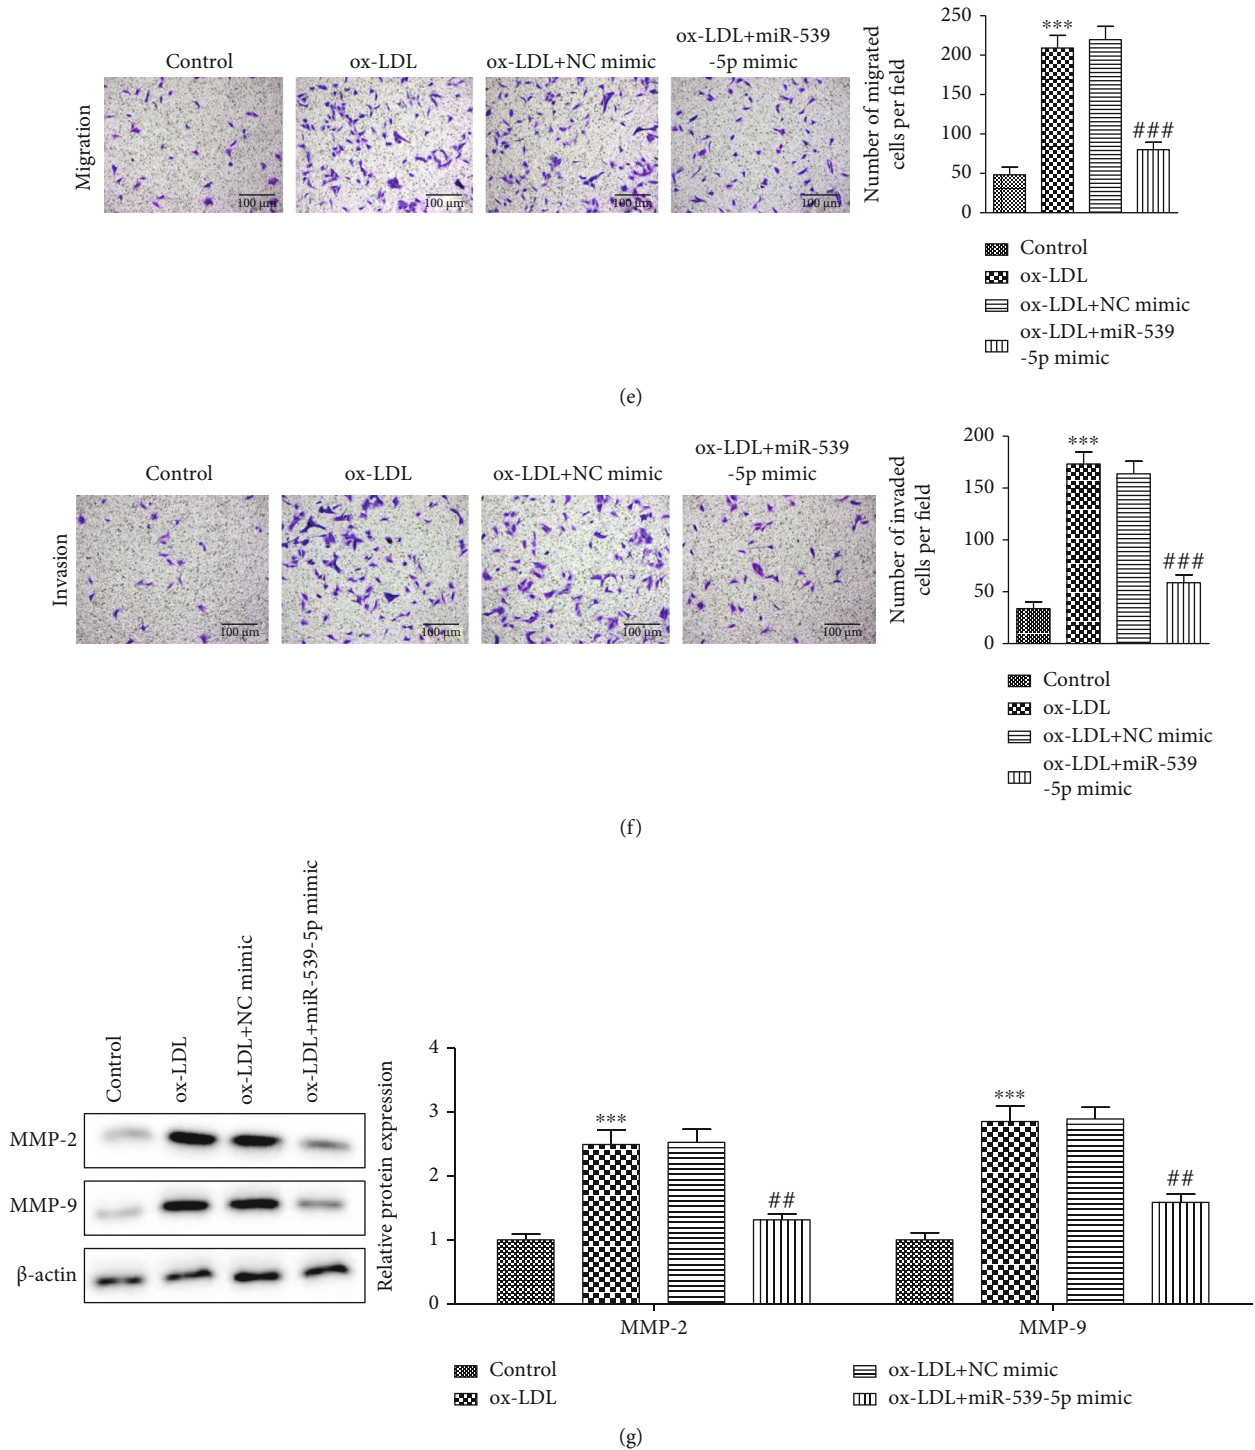 Control
ox-LDL
ox-LDL+NC mimic
ox-LDL+miR-539
-5p mimic
Migration
100 μm
100 μm
100 μm
100 μm
Number of migrated
cells per field
250
200
150
100
50
0
***
###
Control
ox-LDL
ox-LDL+NC mimic
ox-LDL+miR-539
-5p mimic
(e)
Control
ox-LDL
ox-LDL+NC mimic
ox-LDL+miR-539
-5p mimic
Invasion
100 μm
100 μm
100 μm
100 μm
Number of invaded
cells per field
200
150
100
50
0
***
###
Control
ox-LDL
ox-LDL+NC mimic
ox-LDL+miR-539
-5p mimic
(f)
Control
ox-LDL
ox-LDL+NC mimic
ox-LDL+miR-539-5p mimic
MMP-2
MMP-9
β-actin
Relative protein expression
4
3
2
1
0
***
##
***
##
MMP-2
MMP-9
Control
ox-LDL
ox-LDL+NC mimic
ox-LDL+miR-539-5p mimic
(g)